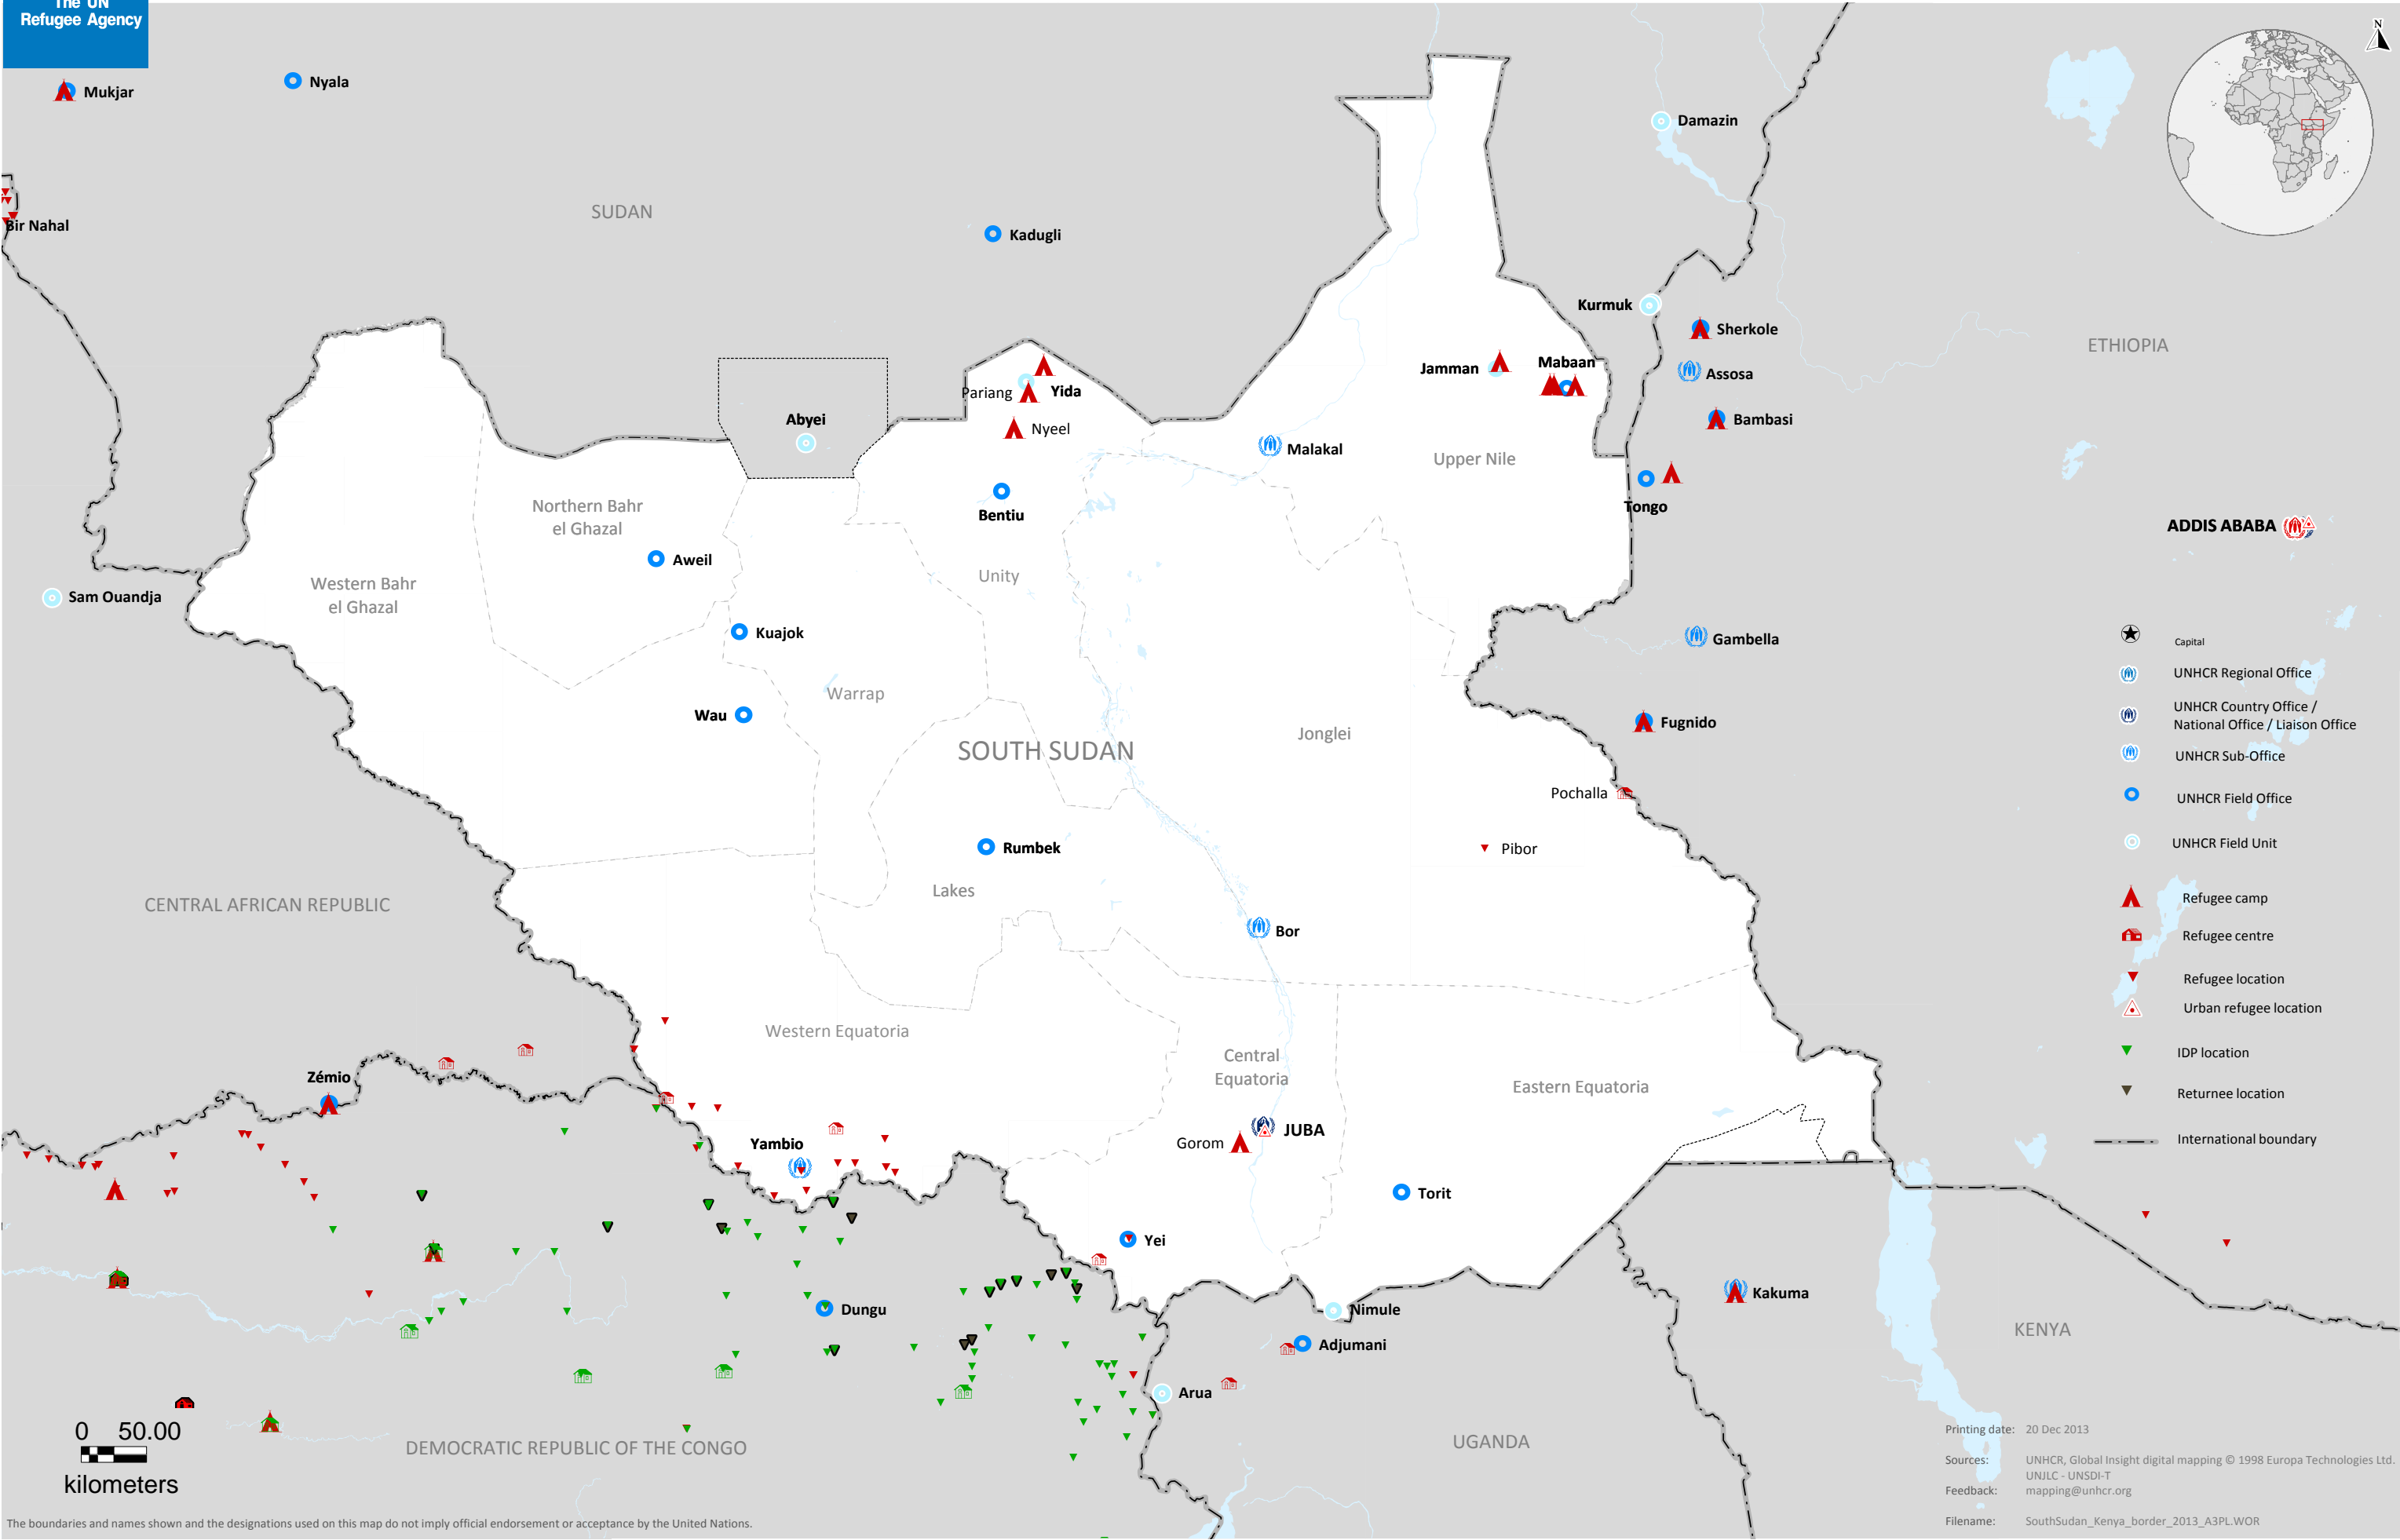 The UN
Refugee Agency
N
Mukjar
Nyala
Damazin
SUDAN
Bir Nahal
Kadugli
Kurmuk
Sherkole
ETHIOPIA
Jamman
Mabaan
Assosa
Pariang
Yida
Abyei
Bambasi
Nyeel
Malakal
Upper Nile
Northern Bahr
el Ghazal
Bentiu
Tongo
ADDIS ABABA
Aweil
Unity
Western Bahr
el Ghazal
Sam Ouandja
Kuajok
Gambella
Warrap
Wau
Fugnido
Jonglei
SOUTH SUDAN
Pochalla
Rumbek
Pibor
Lakes
CENTRAL AFRICAN REPUBLIC
Bor
Western Equatoria
Central
Equatoria
Zémio
Eastern Equatoria
Yambio
Gorom
JUBA
Torit
Yei
Kakuma
Dungu
Nimule
KENYA
Adjumani
Arua
DEMOCRATIC REPUBLIC OF THE CONGO
UGANDA
Capital
UNHCR Regional Office
UNHCR Country Office /
National Office / Liaison Office
UNHCR Sub-Office
UNHCR Field Office
UNHCR Field Unit
Refugee camp
Refugee centre
Refugee location
Urban refugee location
IDP location
Returnee location
International boundary
0 50.00
kilometers
Printing date: 20 Dec 2013
Sources: UNHCR, Global Insight digital mapping © 1998 Europa Technologies Ltd.
UNJLC - UNSDI-T
Feedback: mapping@unhcr.org
Filename: SouthSudan_Kenya_border_2013_A3PL.WOR
The boundaries and names shown and the designations used on this map do not imply official endorsement or acceptance by the United Nations.